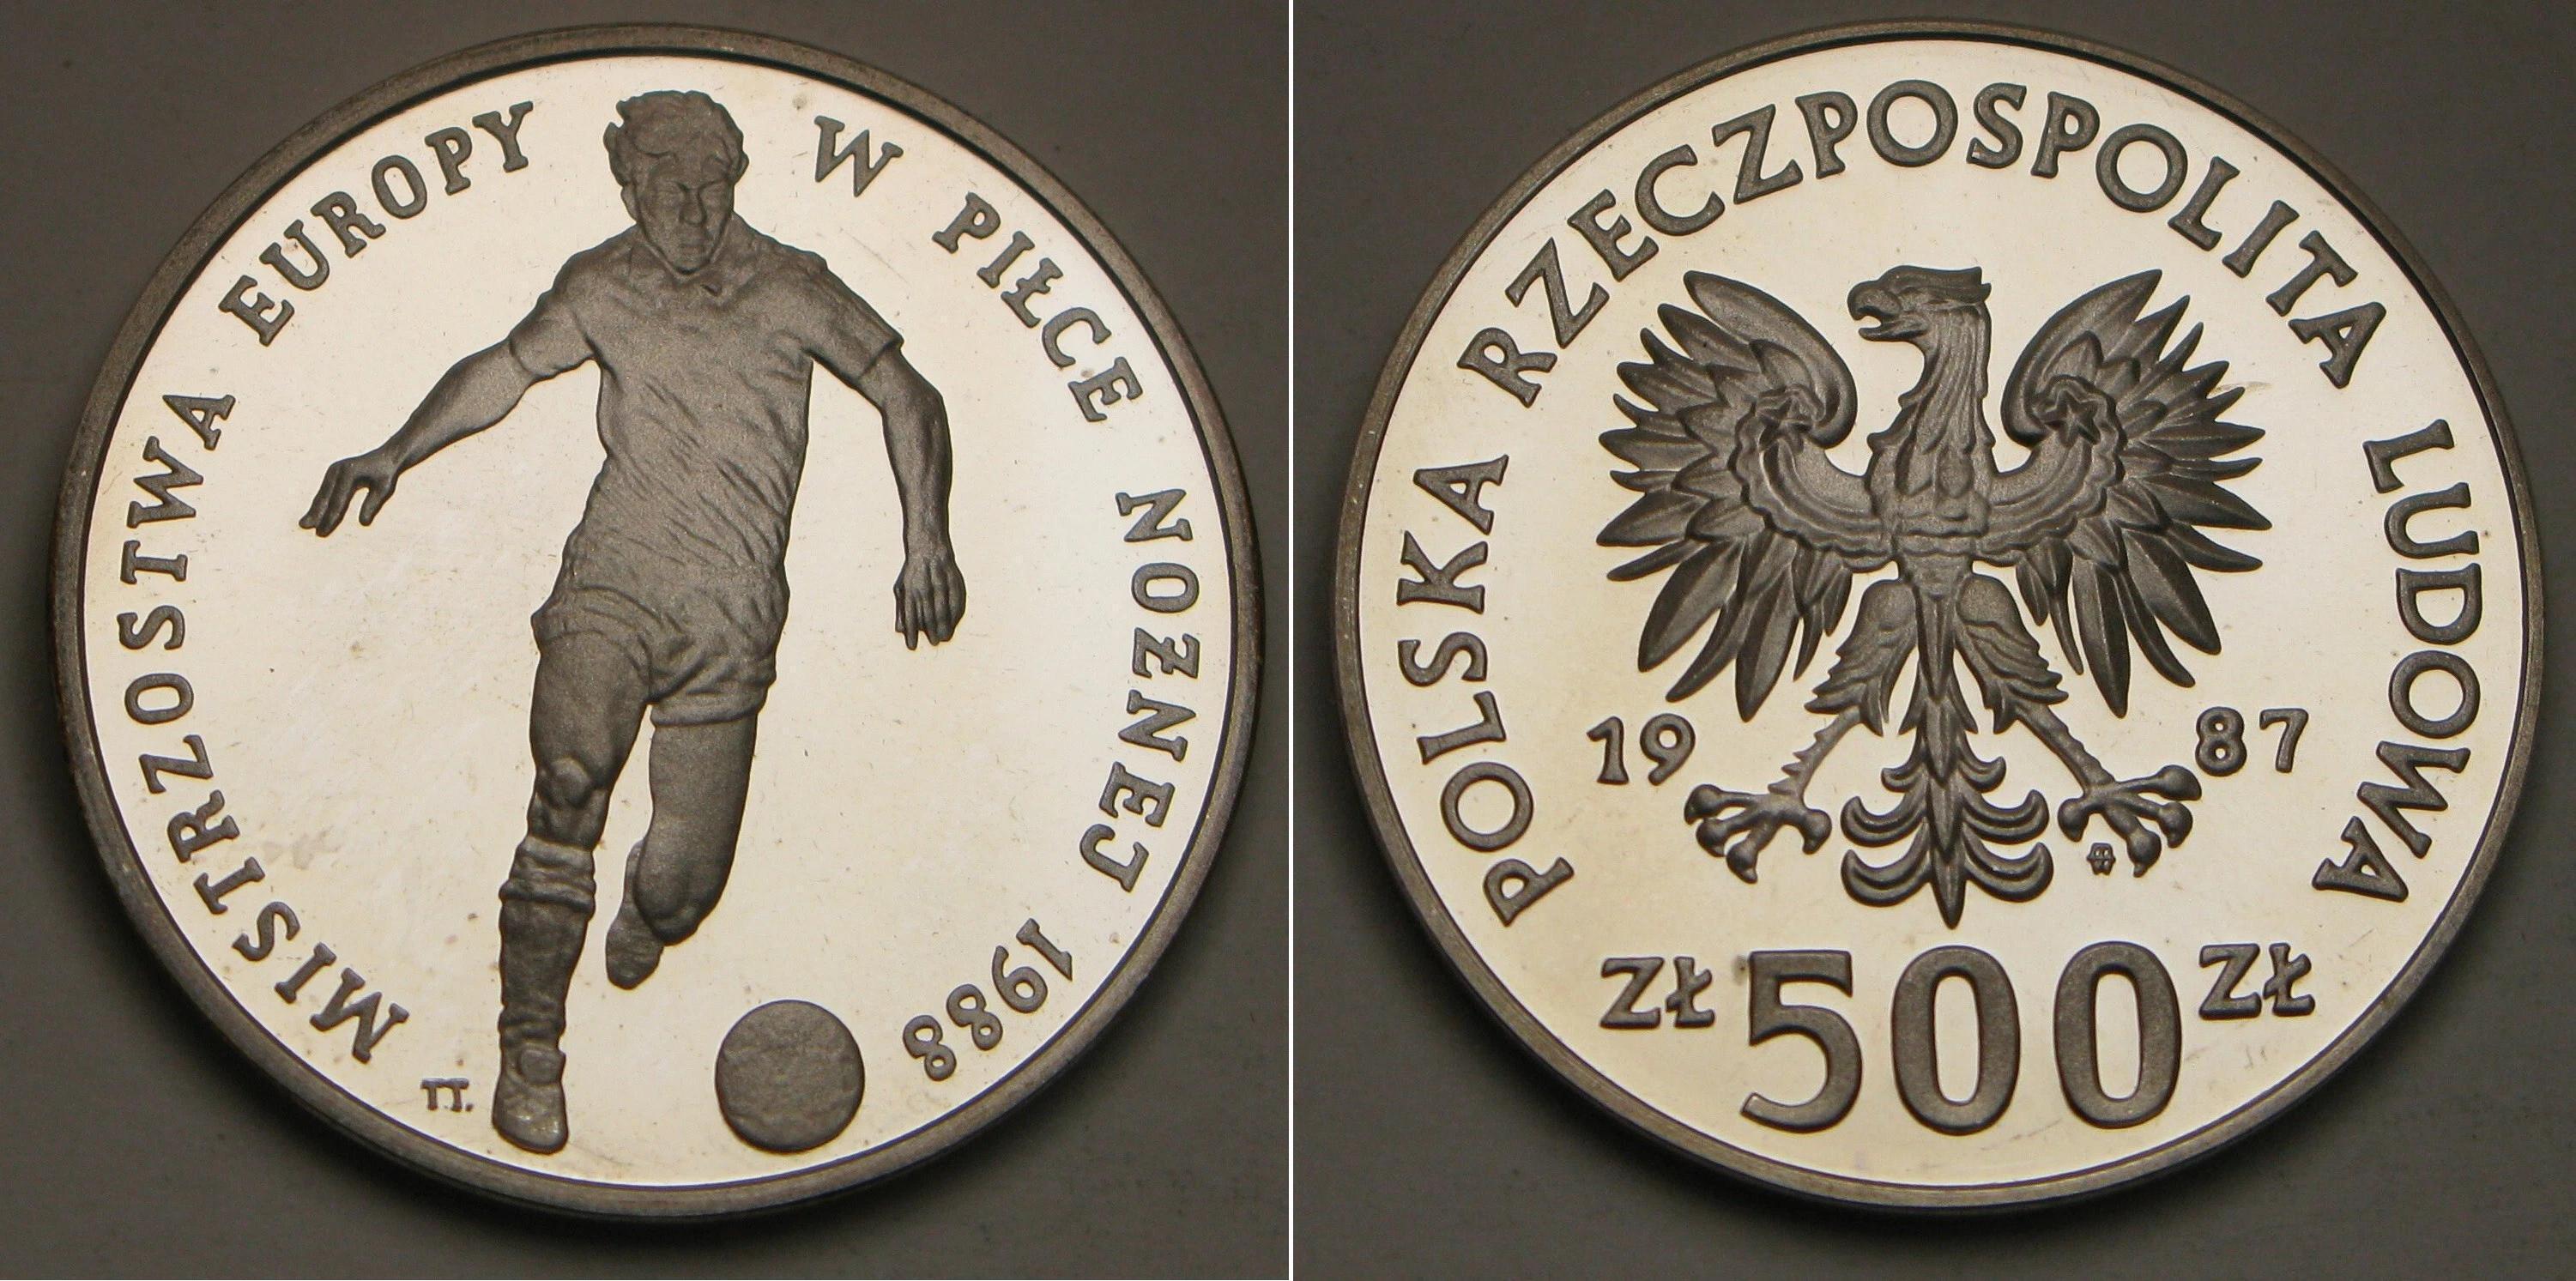 MISTRZOSTWA EUROPY W PIŁCE NOŻNEJ 1988
TT.
POLSKA RZECZPOSPOLITA LUDOWA
19 87
ZŁ 500 ZŁ